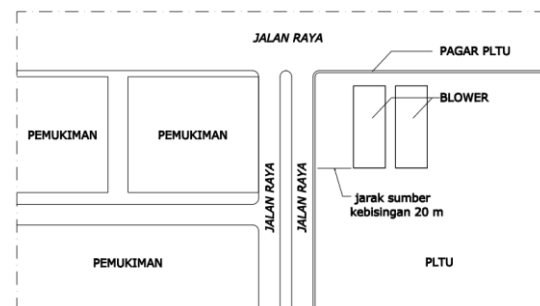 JALAN RAYA
PAGAR PLTU
BLOWER
PEMUKIMAN
PEMUKIMAN
JALAN RAYA
JALAN RAYA
jarak sumber
kebisingan 20 m
PEMUKIMAN
PLTU